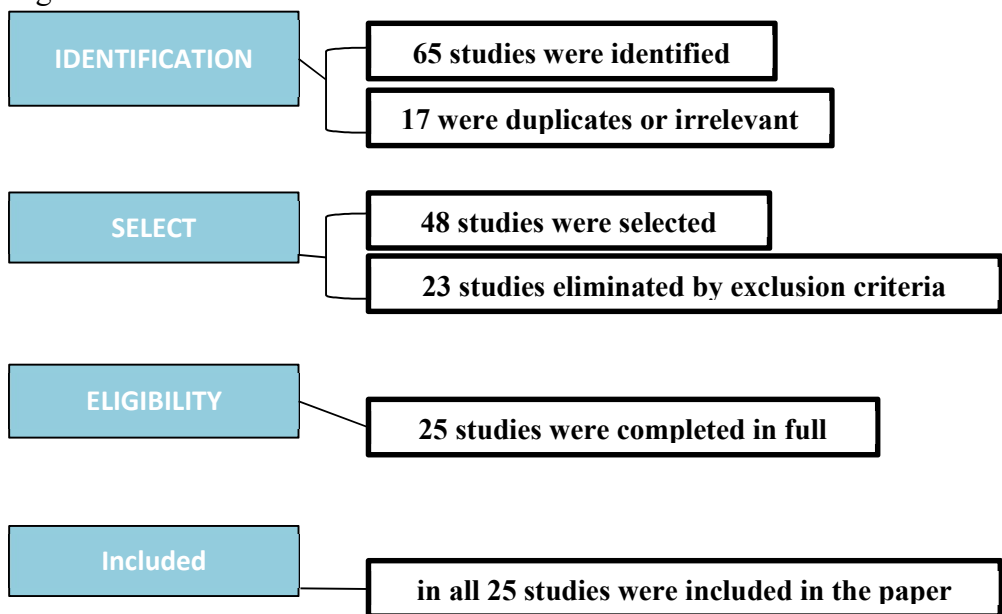 IDENTIFICATION
65 studies were identified
17 were duplicates or irrelevant
SELECT
48 studies were selected
23 studies eliminated by exclusion criteria
ELIGIBILITY
25 studies were completed in full
Included
in all 25 studies were included in the paper